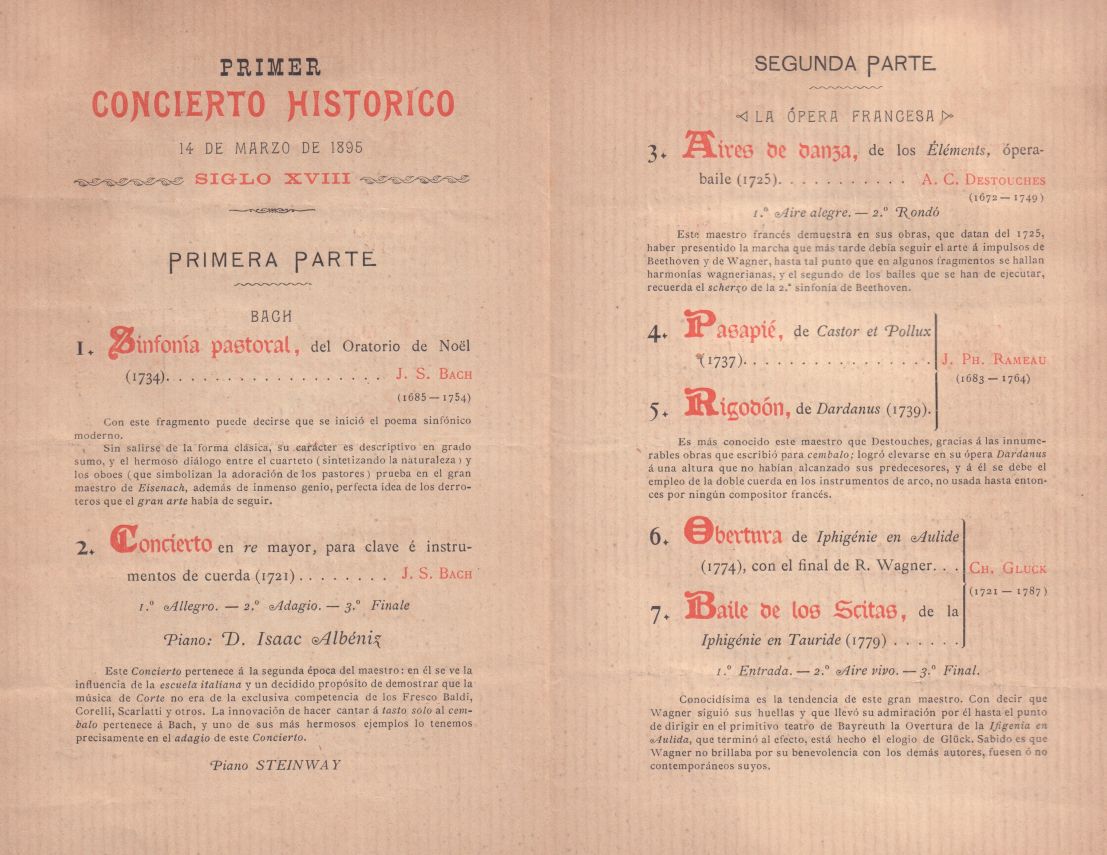 PRIMER
CONCIERTO HISTORICO
14 DE MARZO DE 1895
SIGLO XVIII
PRIMERA PARTE
BACH
1. Sinfonía pastoral, del Oratorio de Noël
(1734). . . . . . . . . . . . . . . . . . J. S. BACH
(1685—1754)
Con este fragmento puede decirse que se inició el poema sinfónico
moderno.
Sin salirse de la forma clásica, su carácter es descriptivo en grado
sumo, y el hermoso diálogo entre el cuarteto (sintetizando la naturaleza) y
los oboes (que simbolizan la adoración de los pastores) prueba en el gran
maestro de Eisenach, además de inmenso genio, perfecta idea de los derro-
teros que el gran arte había de seguir.
2. Concierto en re mayor, para clave é instru-
mentos de cuerda (1721) . . . . . . . . J. S. BACH
1.º Allegro. — 2.º Adagio. — 3.º Finale
Piano: D. Isaac Albéniz
Este Concierto pertenece á la segunda época del maestro: en él se ve la
influencia de la escuela italiana y un decidido propósito de demostrar que la
música de Corte no era de la exclusiva competencia de los Fresco Baldi,
Corelli, Scarlatti y otros. La innovación de hacer cantar á tasto solo al cem-
balo pertenece á Bach, y uno de sus más hermosos ejemplos lo tenemos
precisamente en el adagio de este Concierto.
Piano STEINWAY
SEGUNDA PARTE
LA ÓPERA FRANCESA
3. Aires de danza, de los Éléments, ópera-
baile (1725). . . . . . . . . . . A. C. DESTOUCHES
(1672—1749)
1.º Aire alegre. — 2.º Rondó
Este maestro francés demuestra en sus obras, que datan del 1725,
haber presentido la marcha que más tarde debía seguir el arte á impulsos de
Beethoven y de Wagner, hasta tal punto que en algunos fragmentos se hallan
harmonías wagnerianas, y el segundo de los bailes que se han de ejecutar,
recuerda el scherzo de la 2.ª sinfonía de Beethoven.
4. Pasapié, de Castor et Pollux
(1737). . . . . . . . . . . . . . . . J. PH. RAMEAU
(1683—1764)
5. Rigodón, de Dardanus (1739).
Es más conocido este maestro que Destouches, gracias á las innume-
rables obras que escribió para cembalo; logró elevarse en su ópera Dardanus
á una altura que no habían alcanzado sus predecesores, y á él se debe el
empleo de la doble cuerda en los instrumentos de arco, no usada hasta enton-
ces por ningún compositor francés.
6. Obertura de Iphigénie en Aulide
(1774), con el final de R. Wagner. . . CH. GLUCK
(1721—1787)
7. Baile de los Scitas, de la
Iphigénie en Tauride (1779) . . . . . .
1.º Entrada. — 2.º Aire vivo. — 3.º Final.
Conocidísima es la tendencia de este gran maestro. Con decir que
Wagner siguió sus huellas y que llevó su admiración por él hasta el punto
de dirigir en el primitivo teatro de Bayreuth la Overtura de la Ifigenia en
Aulida, que terminó al efecto, está hecho el elogio de Glück. Sabido es que
Wagner no brillaba por su benevolencia con los demás autores, fuesen ó no
contemporáneos suyos.